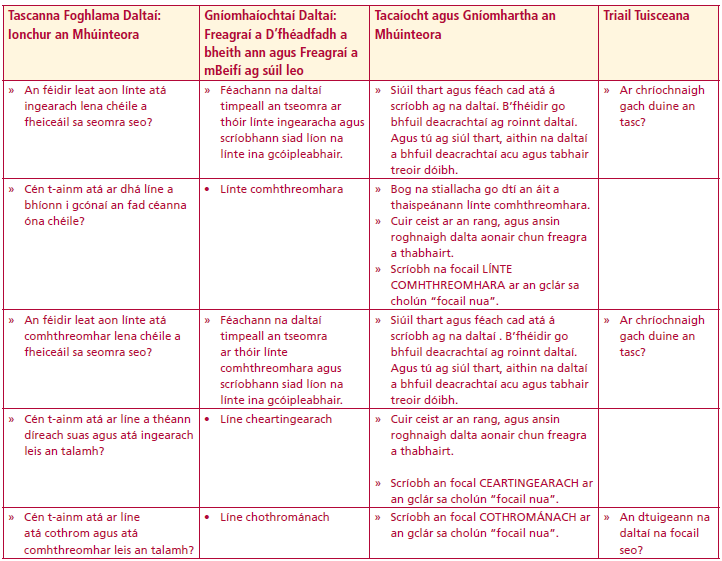 Tascanna Foghlama Daltaí:
Ionchur an Mhúinteora
Gníomhaíochtaí Daltaí:
Freagraí a D’fhéadfadh a
bheith ann agus Freagraí a
mBeifí ag súil leo
Tacaíocht agus Gníomhartha an
Mhúinteora
Triail Tuisceana
» An féidir leat aon línte atá
ingearach lena chéile a
fheiceáil sa seomra seo?
» Féachann na daltaí
timpeall an tseomra ar
thóir línte ingearacha agus
scríobhann siad líon na
línte ina gcóipleabhair.
» Siúil thart agus féach cad atá á
scríobh ag na daltaí. B’fhéidir go
bhfuil deacrachtaí ag roinnt daltaí.
Agus tú ag siúl thart, aithin na daltaí
a bhfuil deacrachtaí acu agus tabhair
treoir dóibh.
» Ar chríochnaigh
gach duine an
tasc?
» Cén t-ainm atá ar dhá líne a
bhíonn i gcónaí an fad céanna
óna chéile?
• Línte comhthreomhara
» Bog na stiallacha go dtí an áit a
thaispeánann línte comhthreomhara.
» Cuir ceist ar an rang, agus ansin
roghnaigh dalta aonair chun freagra
a thabhairt.
» Scríobh na focail LÍNTE
COMHTHREOMHARA ar an gclár sa
cholún “focail nua”.
» An féidir leat aon línte atá
comhthreomhar lena chéile a
fheiceáil sa seomra seo?
» Féachann na daltaí
timpeall an tseomra
ar thóir línte
comhthreomhara agus
scríobhann siad líon na
línte ina gcóipleabhair.
» Siúil thart agus féach cad atá á
scríobh ag na daltaí . B’fhéidir go
bhfuil deacrachtaí ag roinnt daltaí.
Agus tú ag siúl thart, aithin na daltaí
a bhfuil deacrachtaí acu agus tabhair
treoir dóibh.
» Ar chríochnaigh
gach duine an
tasc?
» Cén t-ainm atá ar líne a théann
díreach suas agus atá ingearach
leis an talamh?
• Líne cheartingearach
» Cuir ceist ar an rang, agus ansin
roghnaigh dalta aonair chun freagra
a thabhairt.
» Scríobh an focal CEARTINGEARACH ar
an gclár sa cholún “focail nua”.
» Cén t-ainm atá ar líne
atá cothrom agus atá
comhthreomhar leis an talamh?
• Líne chothrománach
» Scríobh an focal COTHROMÁNACH ar
an gclár sa cholún “focail nua”.
» An dtuigeann na
daltaí na focail
seo?